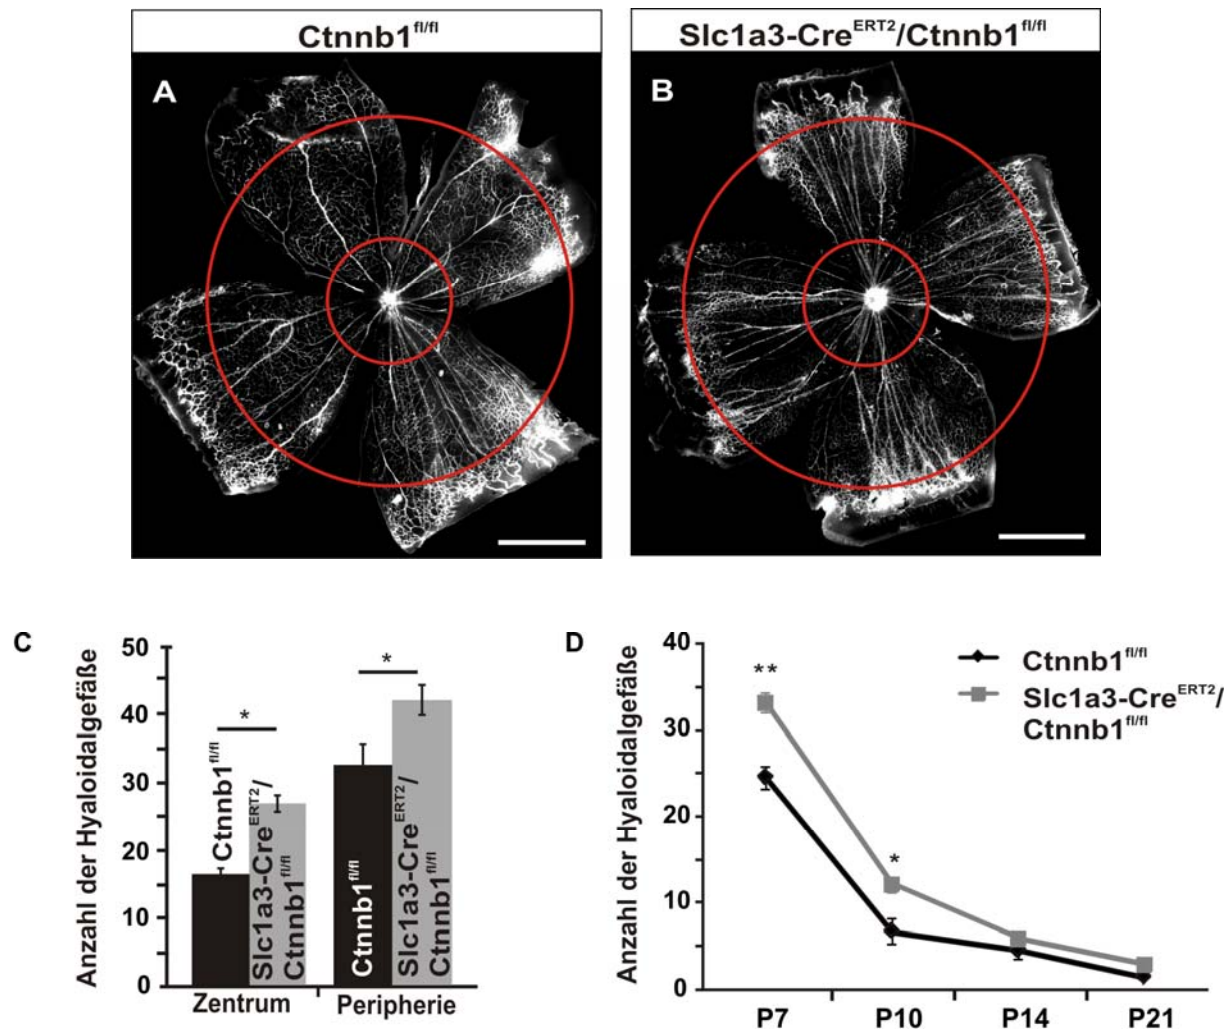 Ctnnb1fl/fl
Slc1a3-CreERT2/Ctnnb1fl/fl
A
B
C
Anzahl der Hyaloidalgefäße
50
40
30
20
10
0
*
*
Ctnnb1fl/fl
Slc1a3-CreERT2/
Ctnnb1fl/fl
Ctnnb1fl/fl
Slc1a3-CreERT2/
Ctnnb1fl/fl
Zentrum
Peripherie
D
Anzahl der Hyaloidalgefäße
40
30
20
10
0
**
*
Ctnnb1fl/fl
Slc1a3-CreERT2/
Ctnnb1fl/fl
P7
P10
P14
P21